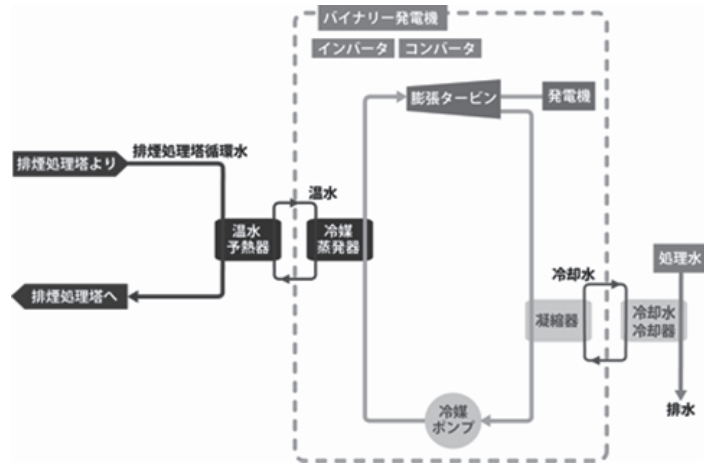 バイナリー発電機
インバータ
コンバータ
膨張タービン
発電機
排煙処理塔より
排煙処理塔循環水
温水
温水
予熱器
冷媒
蒸発器
排煙処理塔へ
冷却水
処理水
凝縮器
冷却水
冷却器
冷媒
ポンプ
排水